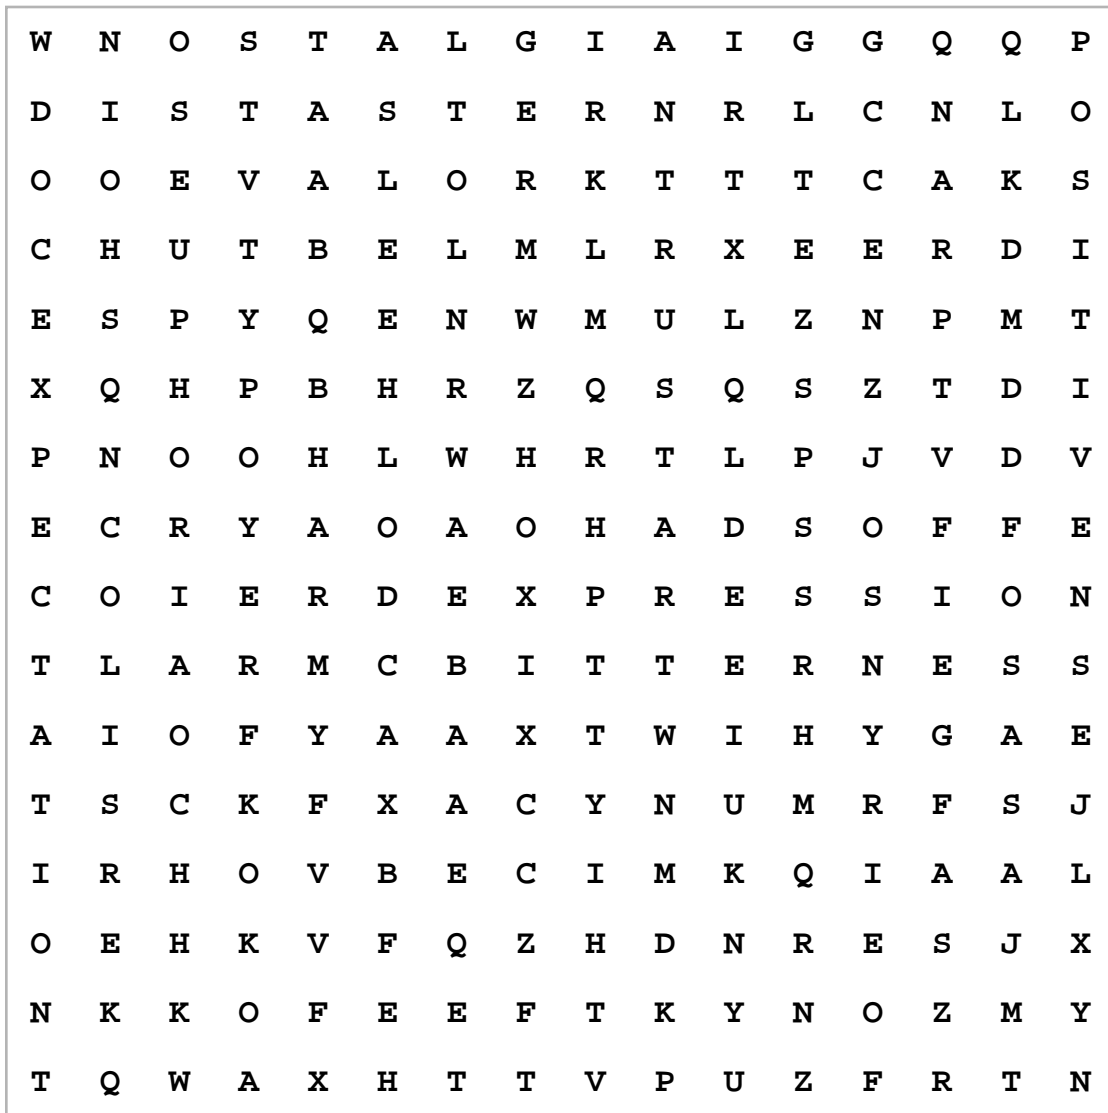 W N O S T A L G I A I G G Q Q P
D I S T A S T E R N R L C N L O
O O E V A L O R K T T T C A K S
C H U T B E L M L R X E E R D I
E S P Y Q E N W M U L Z N P M T
X Q H P B H R Z Q S Q S Z T D I
P N O O H L W H R T L P J V D V
E C R Y A O A O H A D S O F F E
C O I E R D E X P R E S S I O N
T L A R M C B I T T E R N E S S
A I O F Y A A X T W I H Y G A E
T S C K F X A C Y N U M R F S J
I R H O V B E C I M K Q I A A L
O E H K V F Q Z H D N R E S J X
N K K O F E E F T K Y N O Z M Y
T Q W A X H T T V P U Z F R T N